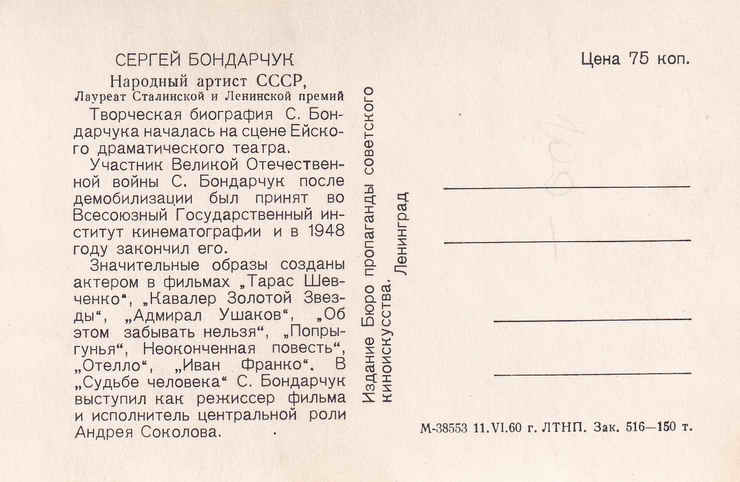 СЕРГЕЙ БОНДАРЧУК
Народный артист СССР,
Лауреат Сталинской и Ленинской премий
Творческая биография С. Бон-
дарчука началась на сцене Ейско-
го драматического театра.
Участник Великой Отечествен-
ной войны С. Бондарчук после
демобилизации был принят во
Всесоюзный Государственный ин-
ститут кинематографии и в 1948
году закончил его.
Значительные образы созданы
актером в фильмах „Тарас Шев-
ченко“, „Кавалер Золотой Звез-
ды“, „Адмирал Ушаков“, „Об
этом забывать нельзя“, „Попры-
гунья“, Неоконченная повесть“,
„Отелло“, „Иван Франко“. В
„Судьбе человека“ С. Бондарчук
выступил как режиссер фильма
и исполнитель центральной роли
Андрея Соколова.
Издание Бюро пропаганды советского
киноискусства. Ленинград
Цена 75 коп.
М-38553 11.VI.60 г. ЛТНП. Зак. 516—150 т.